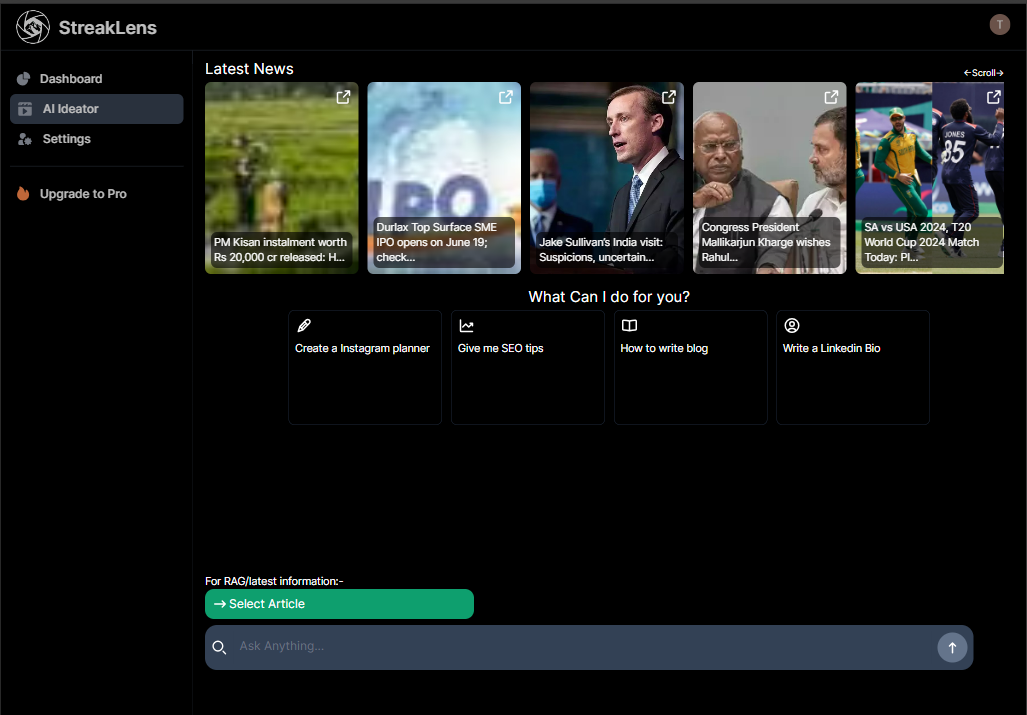 StreakLens
T
Dashboard
AI Ideator
Settings
Upgrade to Pro
Latest News
←Scroll→
PM Kisan instalment worth
Rs 20,000 cr released: H...
IPO
Durlax Top Surface SME
IPO opens on June 19;
check...
Jake Sullivan's India visit:
Suspicions, uncertain...
Congress President
Mallikarjun Kharge wishes
Rahul...
JONES
85
SA vs USA 2024, T20
World Cup 2024 Match
Today: Pl...
What Can I do for you?
Create a Instagram planner
Give me SEO tips
How to write blog
Write a Linkedin Bio
For RAG/latest information:-
→ Select Article
Ask Anything...